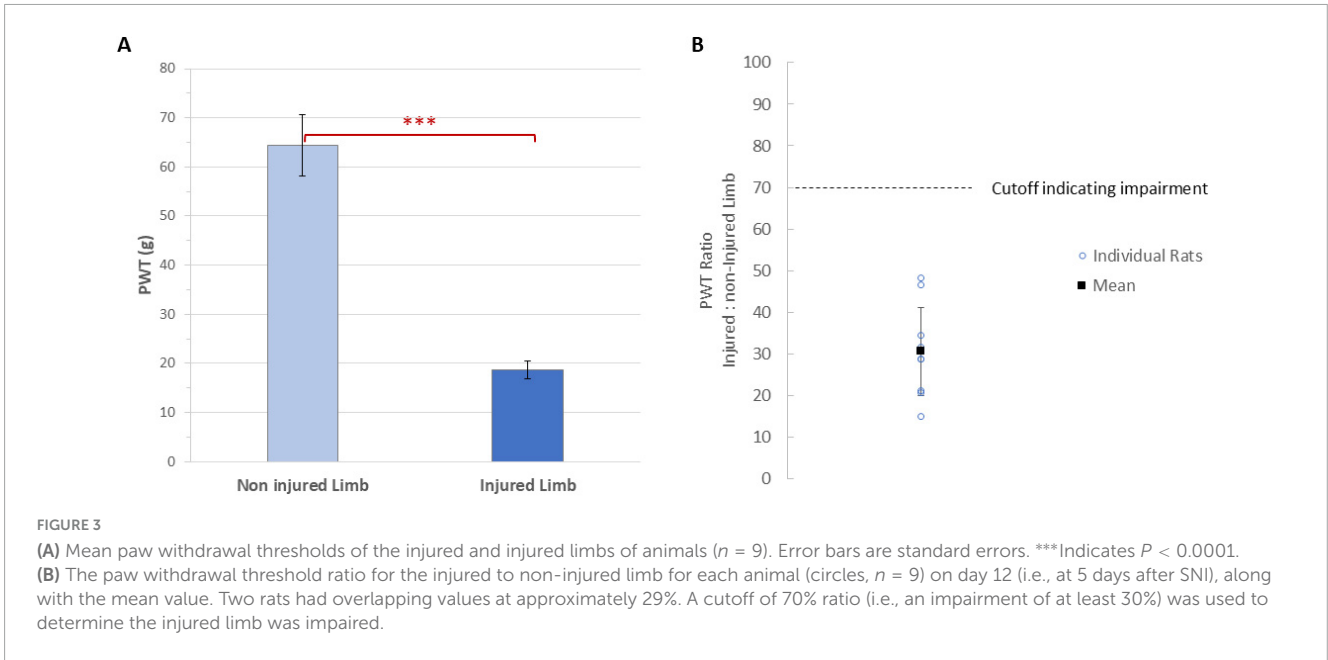 A
80
70
60
50
40
30
20
10
0
PWT (g)
***
Non injured Limb
Injured Limb
B
100
90
80
70
60
50
40
30
20
10
0
PWT Ratio
Injured : non-Injured Limb
Cutoff indicating impairment
Individual Rats
Mean
FIGURE 3
(A) Mean paw withdrawal thresholds of the injured and injured limbs of animals (n = 9). Error bars are standard errors. ***Indicates P < 0.0001.
(B) The paw withdrawal threshold ratio for the injured to non-injured limb for each animal (circles, n = 9) on day 12 (i.e., at 5 days after SNI), along
with the mean value. Two rats had overlapping values at approximately 29%. A cutoff of 70% ratio (i.e., an impairment of at least 30%) was used to
determine the injured limb was impaired.